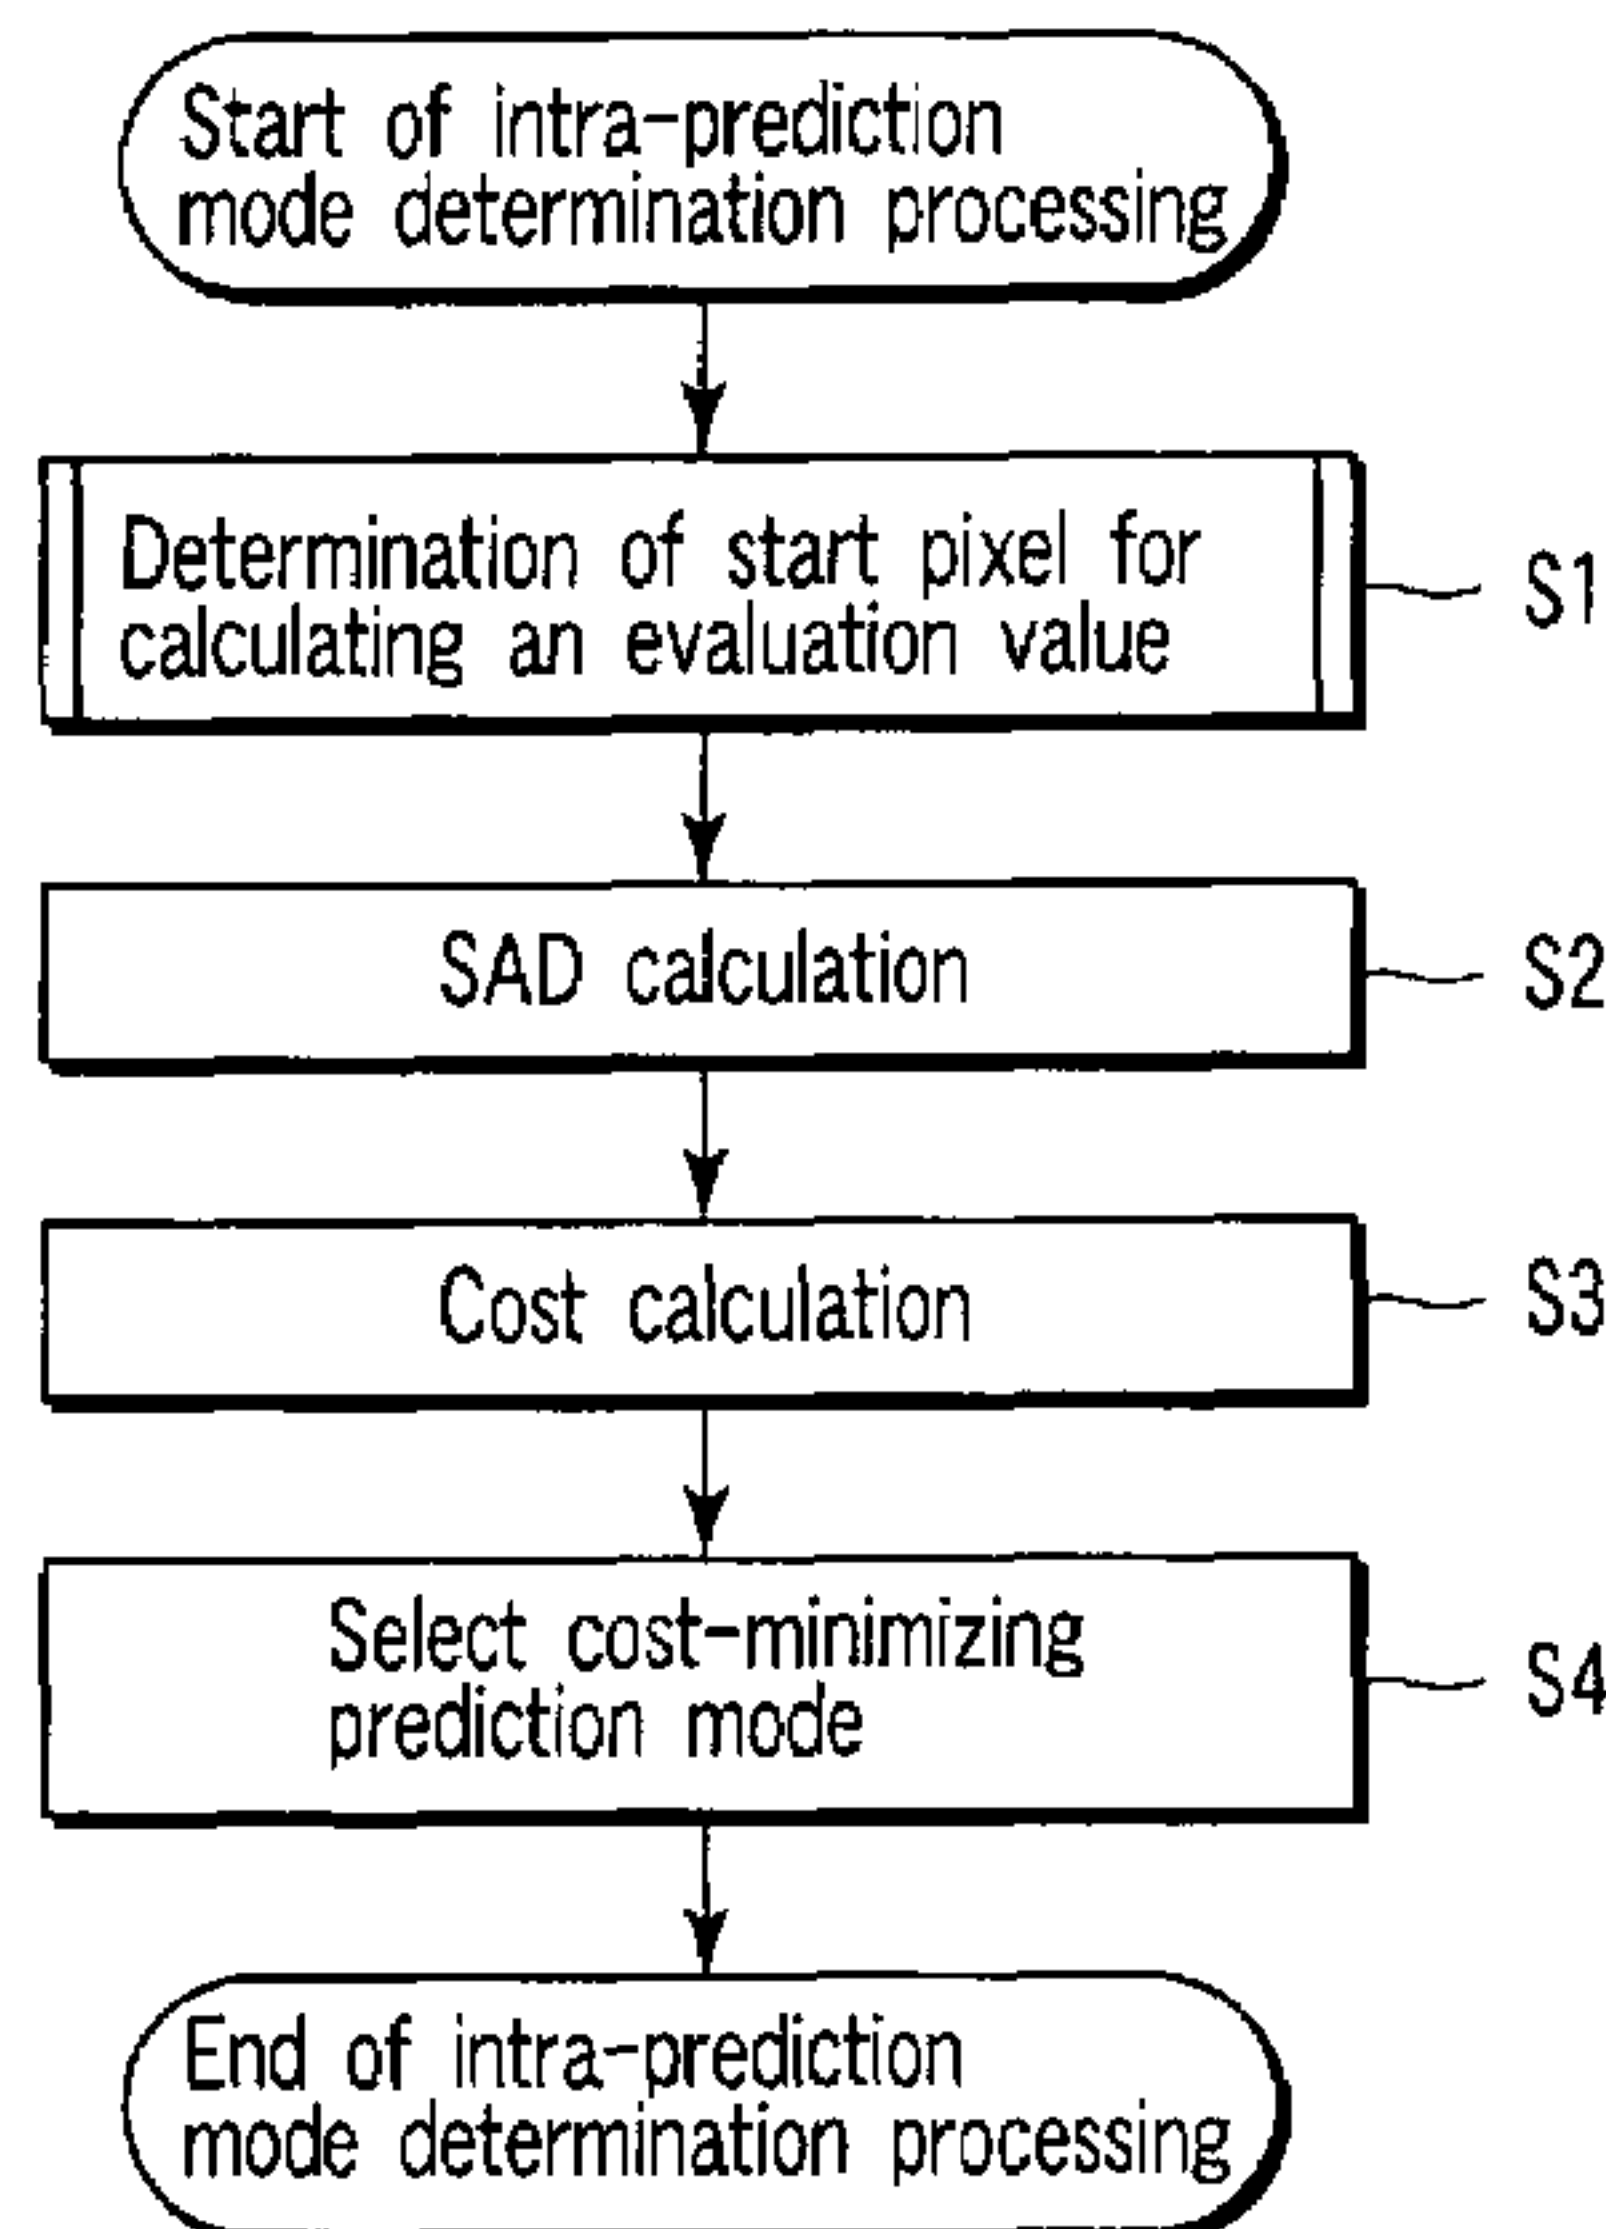 Start of intra-prediction
mode determination processing
Determination of start pixel for
calculating an evaluation value
S1
SAD calculation
S2
Cost calculation
S3
Select cost-minimizing
prediction mode
S4
End of intra-prediction
mode determination processing